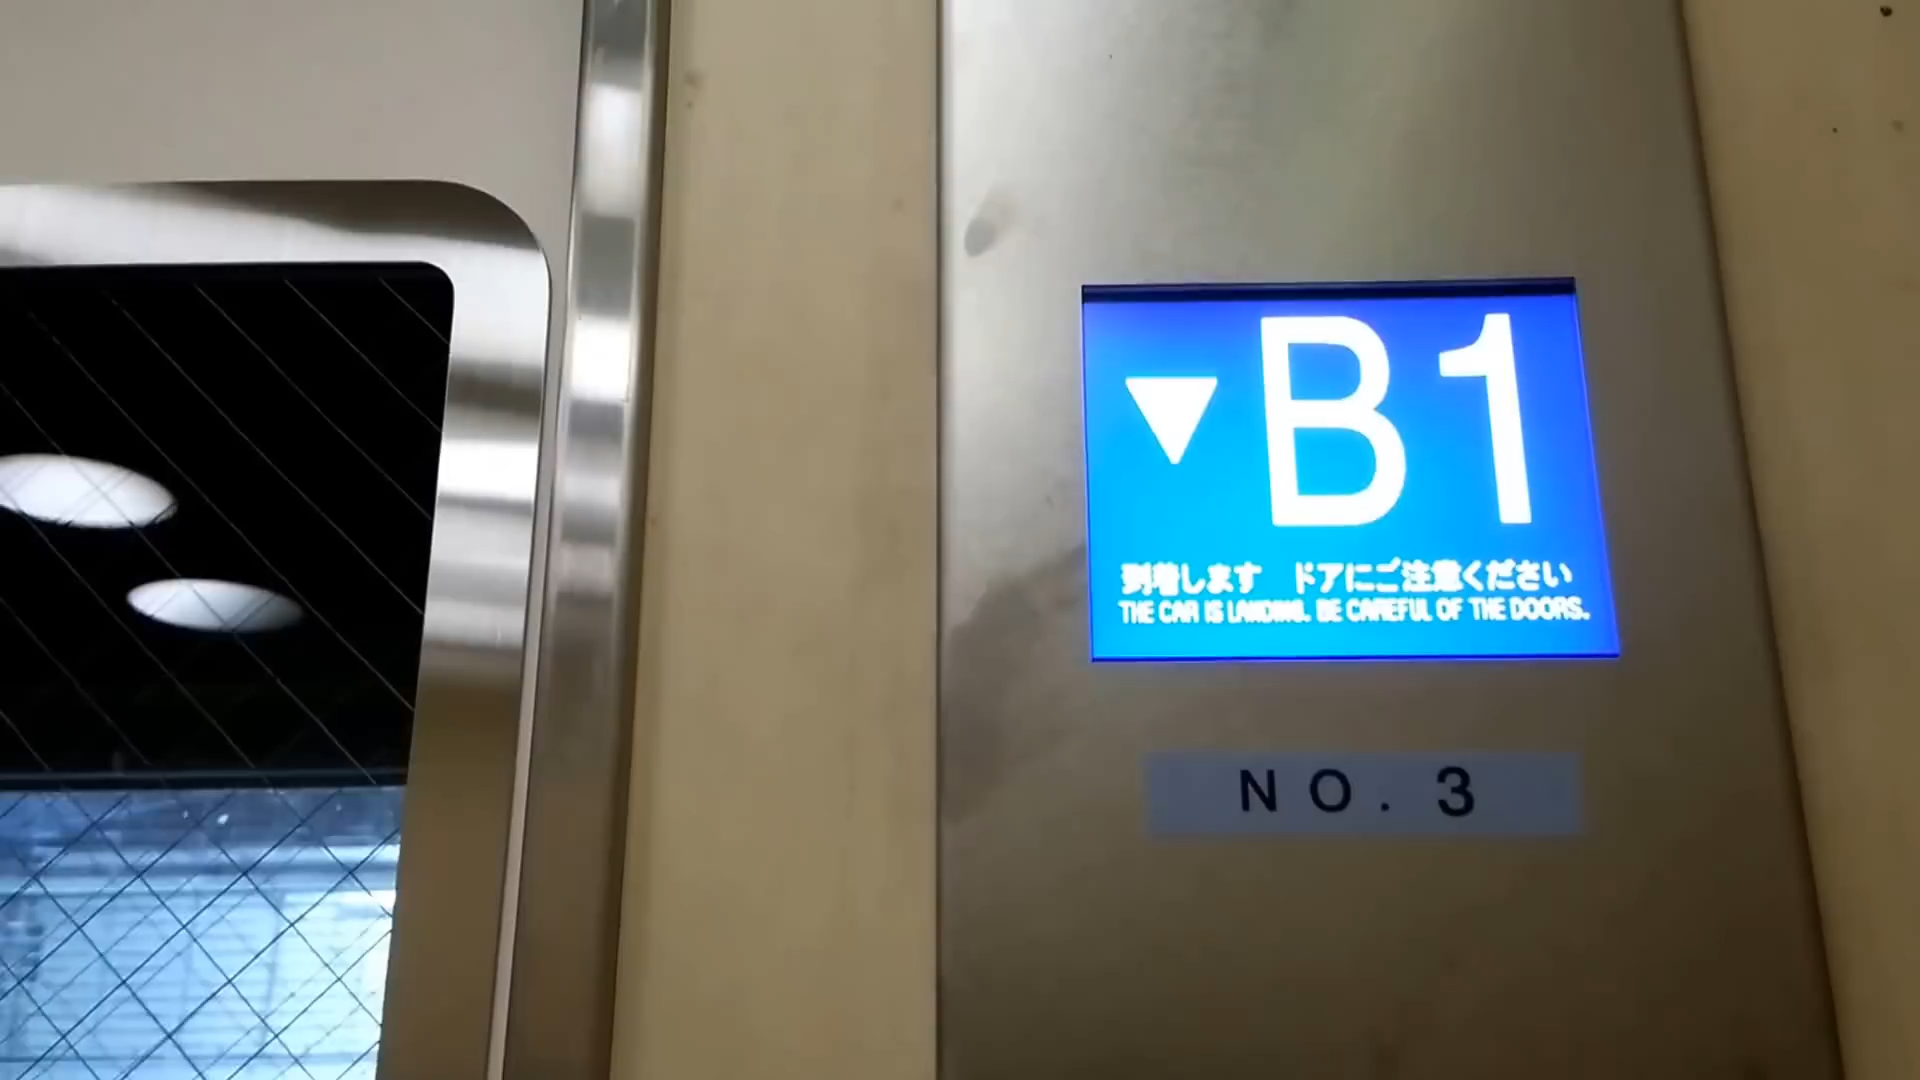 ▼B1
到着します ドアにご注意ください
THE CAR IS LANDING. BE CAREFUL OF THE DOORS.
NO. 3